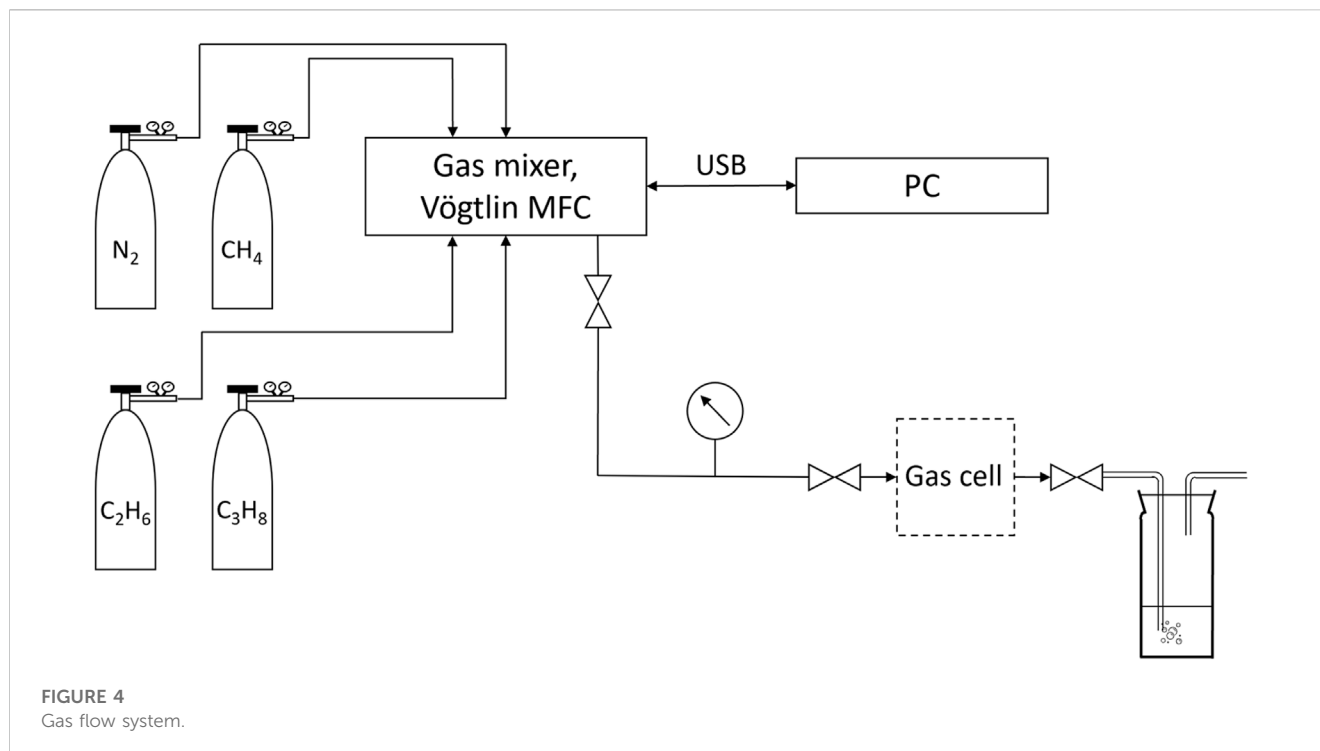 Gas mixer,
Vögtlin MFC
USB
PC
N₂
CH₄
C₂H₆
C₃H₈
Gas cell
FIGURE 4
Gas flow system.